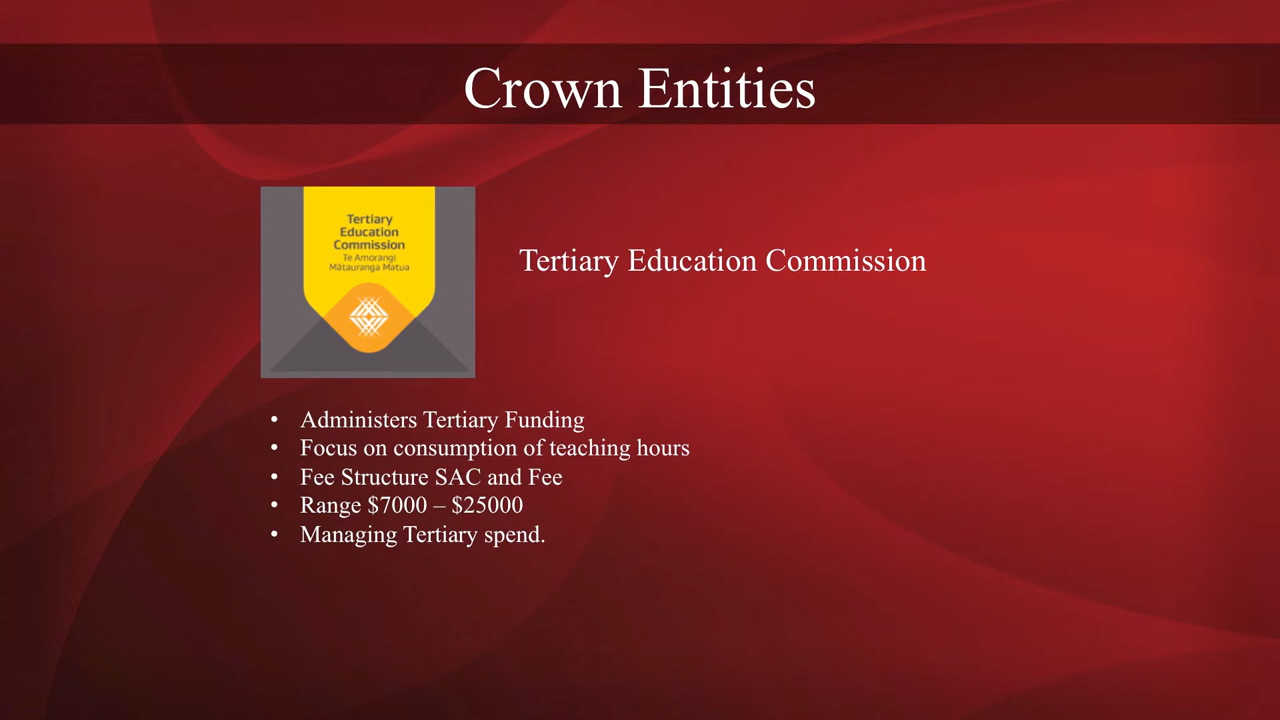 Crown Entities
Tertiary
Education
Commission
Te Amorangi
Mātauranga Matua
Tertiary Education Commission
• Administers Tertiary Funding
• Focus on consumption of teaching hours
• Fee Structure SAC and Fee
• Range $7000 – $25000
• Managing Tertiary spend.